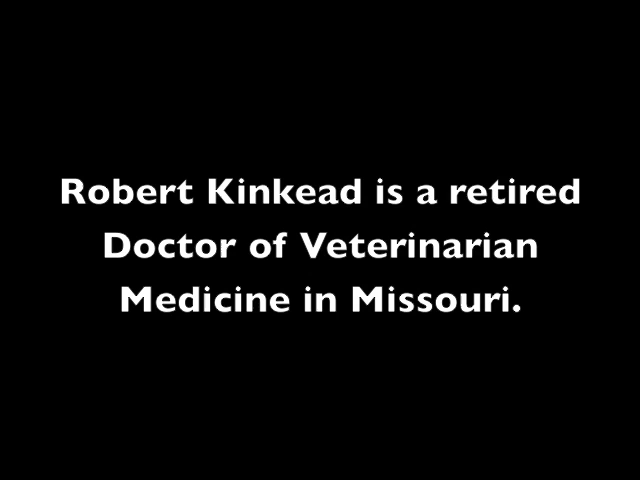 Robert Kinkead is a retired
Doctor of Veterinarian
Medicine in Missouri.